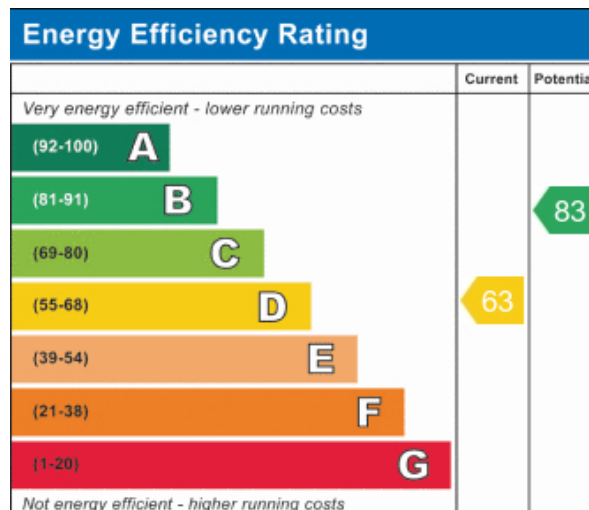 Energy Efficiency Rating
Current Potentia
Very energy efficient - lower running costs
(92-100) A
(81-91) B
83
(69-80) C
(55-68) D
63
(39-54) E
(21-38) F
(1-20) G
Not energy efficient - higher running costs